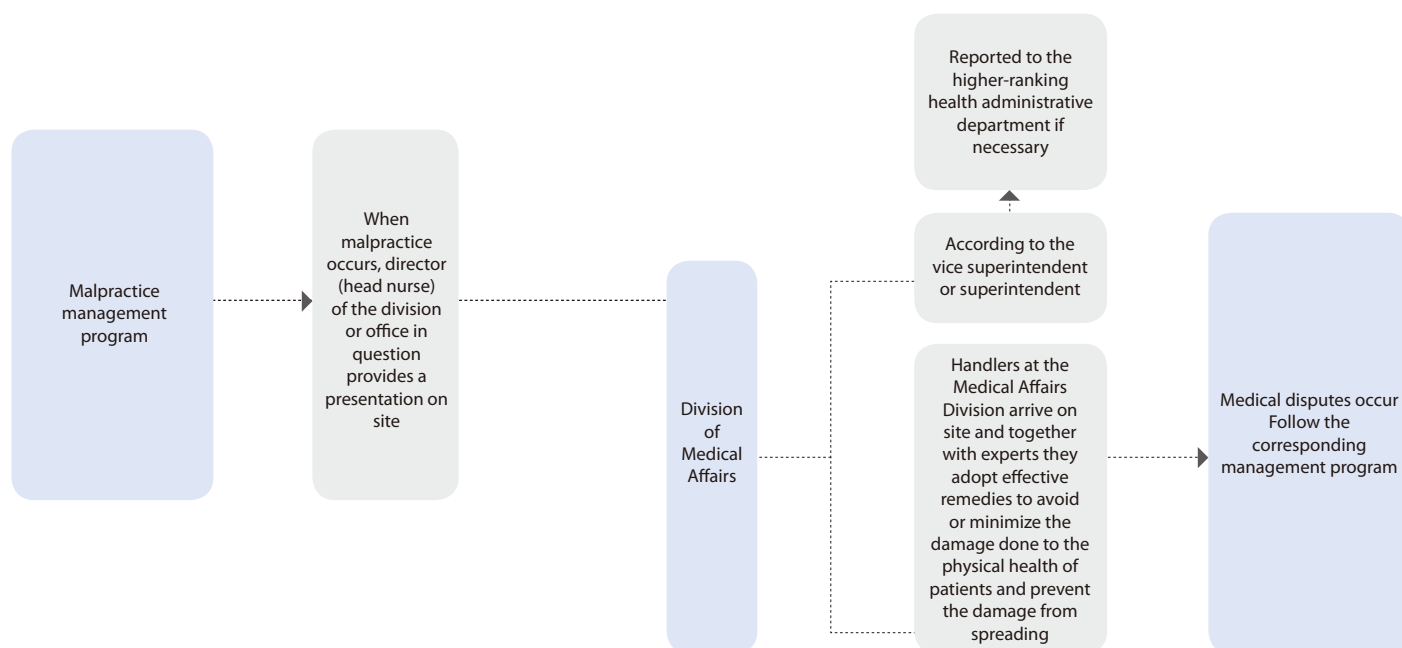 Malpractice
management
program
When
malpractice
occurs, director
(head nurse)
of the division
or office in
question
provides a
presentation on
site
Division
of
Medical
Affairs
Reported to the
higher-ranking
health administrative
department if
necessary
According to the
vice superintendent
or superintendent
Handlers at the
Medical Affairs
Division arrive on
site and together
with experts they
adopt effective
remedies to avoid
or minimize the
damage done to the
physical health of
patients and prevent
the damage from
spreading
Medical disputes occur
Follow the
corresponding
management program